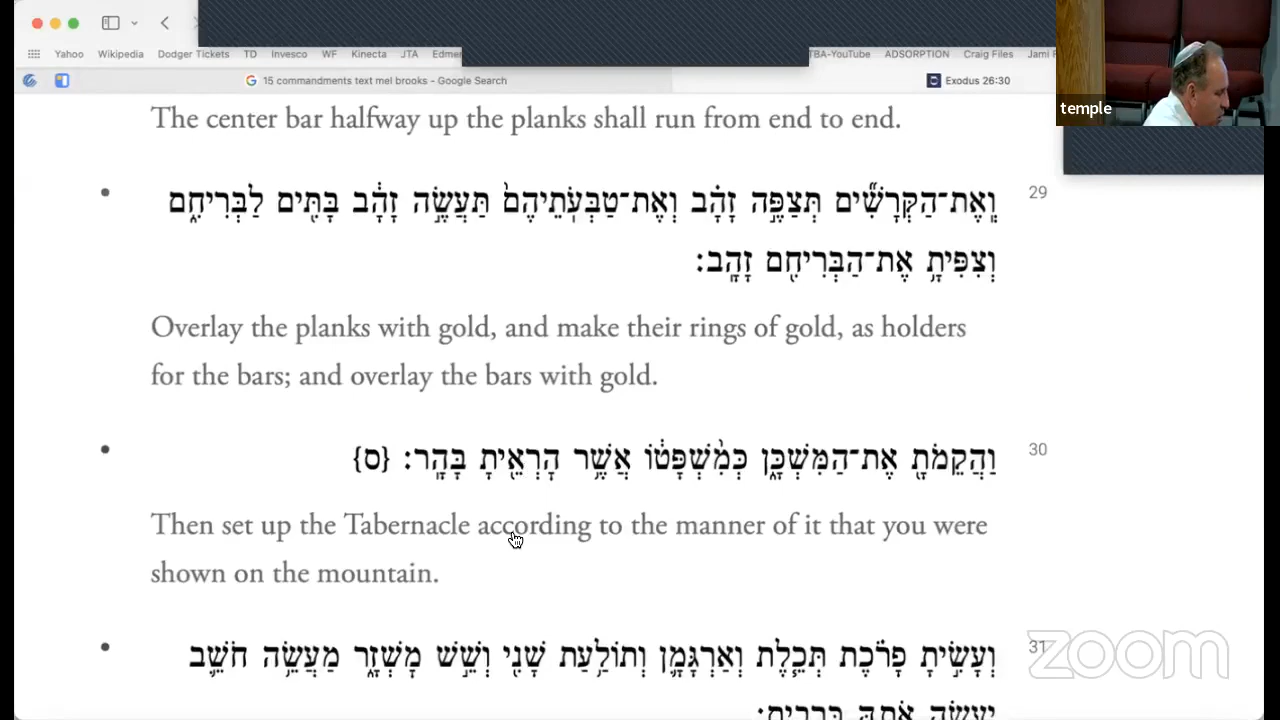 Yahoo Wikipedia Dodger Tickets TD Invesco WF Kinecta JTA TBA-YouTube ADSORPTION Craig Files
15 commandments text mel brooks - Google Search Exodus 26:30
temple
The center bar halfway up the planks shall run from end to end.
29
וְֽאֶת־הַקְּרָשִׁ֞ים תְּצַפֶּ֣ה זָהָ֗ב וְאֶת־טַבְּעֹֽתֵיהֶם֙ תַּעֲשֶׂ֣ה זָהָ֔ב בָּתִּ֖ים לַבְּרִיחִ֑ם
וְצִפִּיתָ֥ אֶת־הַבְּרִיחִ֖ם זָהָֽב׃
Overlay the planks with gold, and make their rings of gold, as holders
for the bars; and overlay the bars with gold.
30
וַהֲקֵמֹתָ֖ אֶת־הַמִּשְׁכָּ֑ן כְּמִ֨שְׁפָּט֔וֹ אֲשֶׁ֥ר הׇרְאֵ֖יתָ בָּהָֽר׃ {ס}
Then set up the Tabernacle according to the manner of it that you were
shown on the mountain.
31
וְעָשִׂ֣יתָ פָרֹ֗כֶת תְּכֵ֧לֶת וְאַרְגָּמָ֛ן וְתוֹלַ֥עַת שָׁנִ֖י וְשֵׁ֣שׁ מׇשְׁזָ֑ר מַעֲשֵׂ֥ה חֹשֵׁ֛ב
zoom